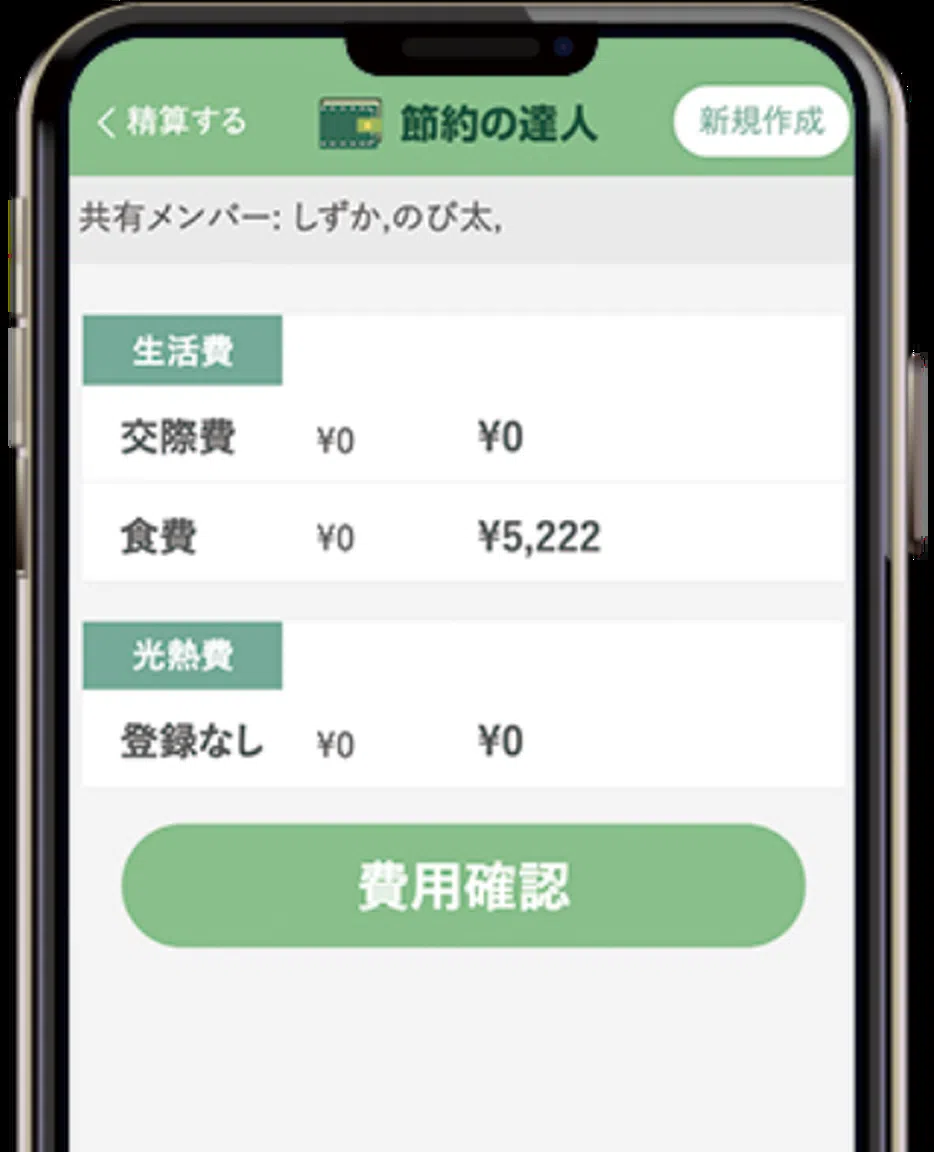 精算する 節約の達人 新規作成
共有メンバー: しずか,のび太,
生活費
交際費 ¥0 ¥0
食費 ¥0 ¥5,222
光熱費
登録なし ¥0 ¥0
費用確認